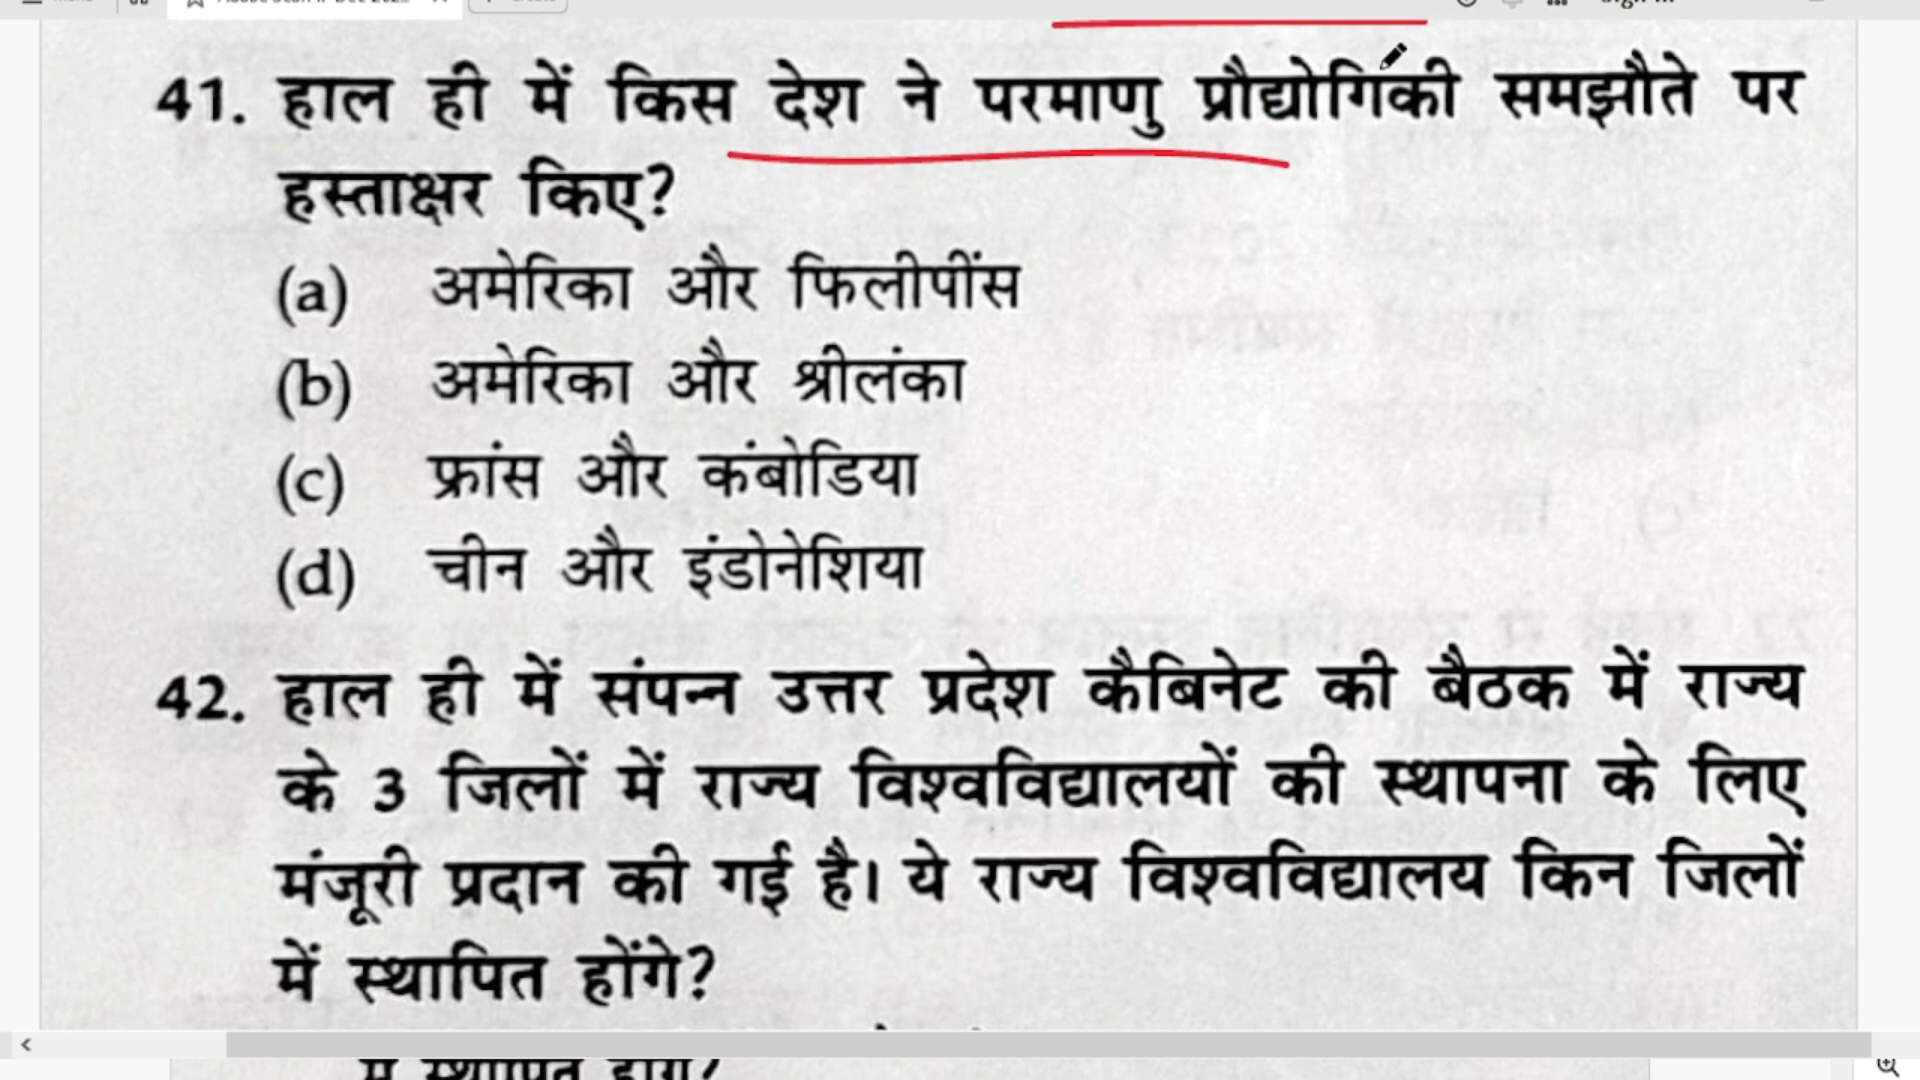 41. हाल ही में किस देश ने परमाणु प्रौद्योगिकी समझौते पर
हस्ताक्षर किए?
(a) अमेरिका और फिलीपींस
(b) अमेरिका और श्रीलंका
(c) फ्रांस और कंबोडिया
(d) चीन और इंडोनेशिया
42. हाल ही में संपन्न उत्तर प्रदेश कैबिनेट की बैठक में राज्य
के 3 जिलों में राज्य विश्वविद्यालयों की स्थापना के लिए
मंजूरी प्रदान की गई है। ये राज्य विश्वविद्यालय किन जिलों
में स्थापित होंगे?
में स्थापित होंगे?